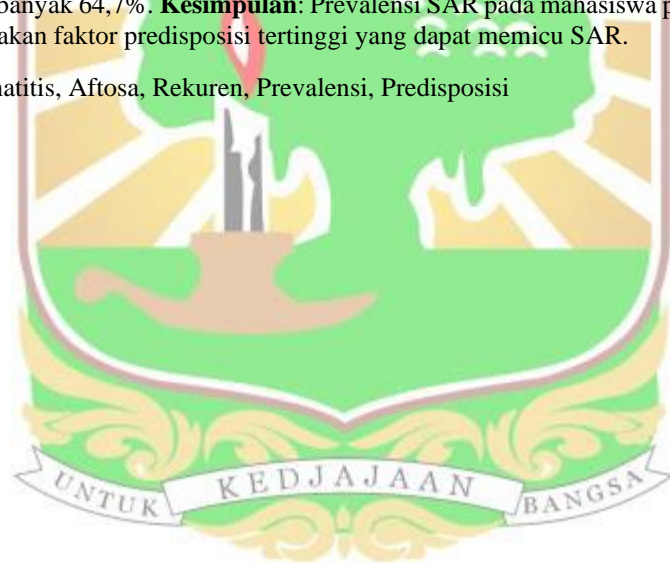 banyak 64,7%. Kesimpulan: Prevalensi SAR pada mahasiswa p
akan faktor predisposisi tertinggi yang dapat memicu SAR.
atitis, Aftosa, Rekuren, Prevalensi, Predisposisi
UNTUK KEDJAJAAN BANGSA